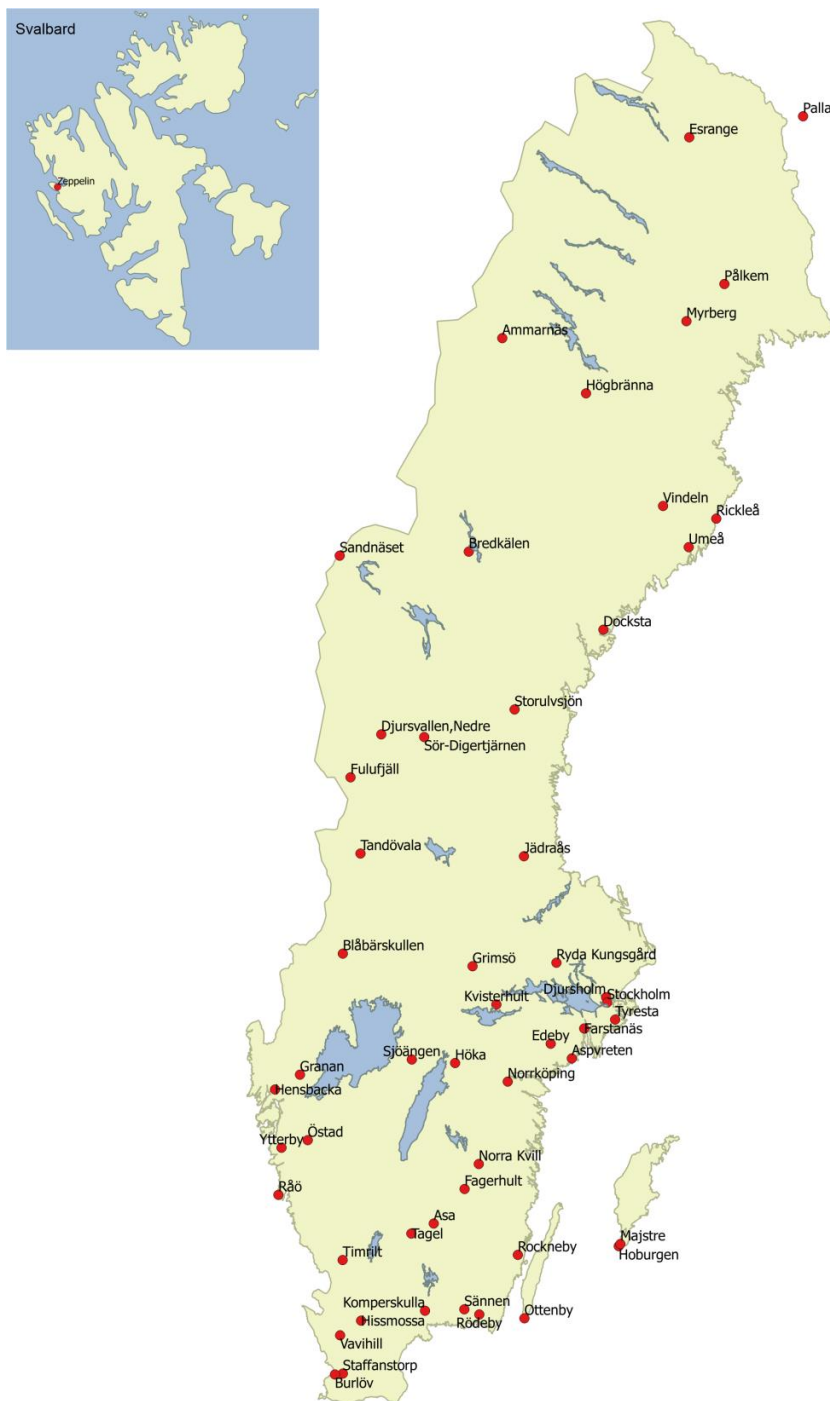 Svalbard
Zeppelin
Palla
Esrange
Pålkem
Myrberg
Ammarnäs
Högbränna
Vindeln
Rickleå
Umeå
Bredkälen
Sandnäset
Docksta
Storulvsjön
Djursvallen,Nedre
Sör-Digertjärnen
Fulufjäll
Tandövala
Jädraås
Blåbärskullen
Grimsö
Ryda Kungsgård
Djursholm
Stockholm
Kvisterhult
Tyresta
Farstanäs
Edeby
Aspvreten
Sjöängen
Höka
Granan
Norrköping
Hensbacka
Östad
Ytterby
Norra Kvill
Fagerhult
Råö
Asa
Tagel
Majstre
Hoburgen
Rockneby
Timrilt
Komperskulla
Sännen
Hissmossa
Rödeby
Ottenby
Vavihill
Staffanstorp
Burlöv